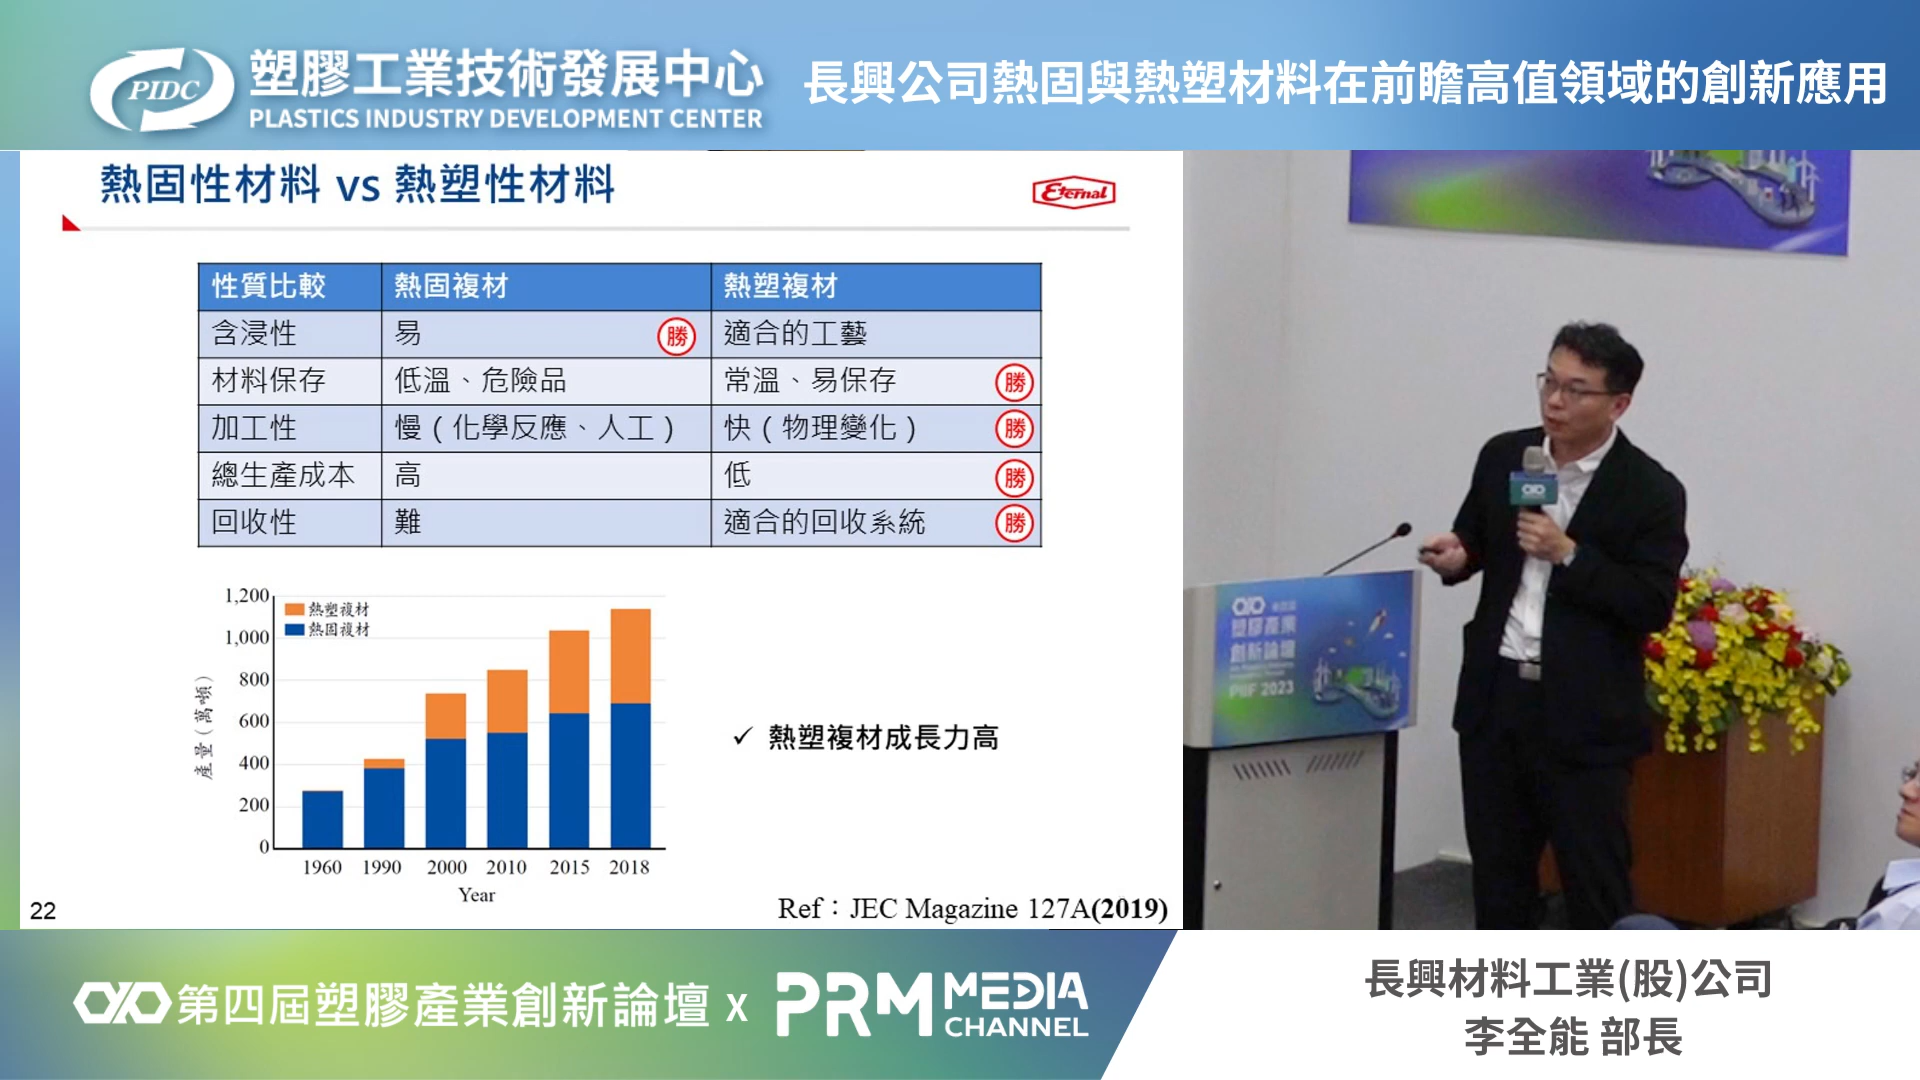 PIDC 塑膠工業技術發展中心
PLASTICS INDUSTRY DEVELOPMENT CENTER
長興公司熱固與熱塑材料在前瞻高值領域的創新應用
熱固性材料 vs 熱塑性材料
Eternal
性質比較 熱固複材 熱塑複材
含浸性 易 勝 適合的工藝
材料保存 低溫、危險品 常溫、易保存 勝
加工性 慢(化學反應、人工) 快(物理變化) 勝
總生產成本 高 低 勝
回收性 難 適合的回收系統 勝
1,200
1,000
800
600
400
200
0
產量(萬噸)
熱塑複材
熱固複材
1960 1990 2000 2010 2015 2018
Year
✓ 熱塑複材成長力高
22
Ref：JEC Magazine 127A(2019)
塑膠產業
創新論壇
PIIF 2023
第四屆塑膠產業創新論壇 x PRM MEDIA CHANNEL
長興材料工業(股)公司
李全能 部長